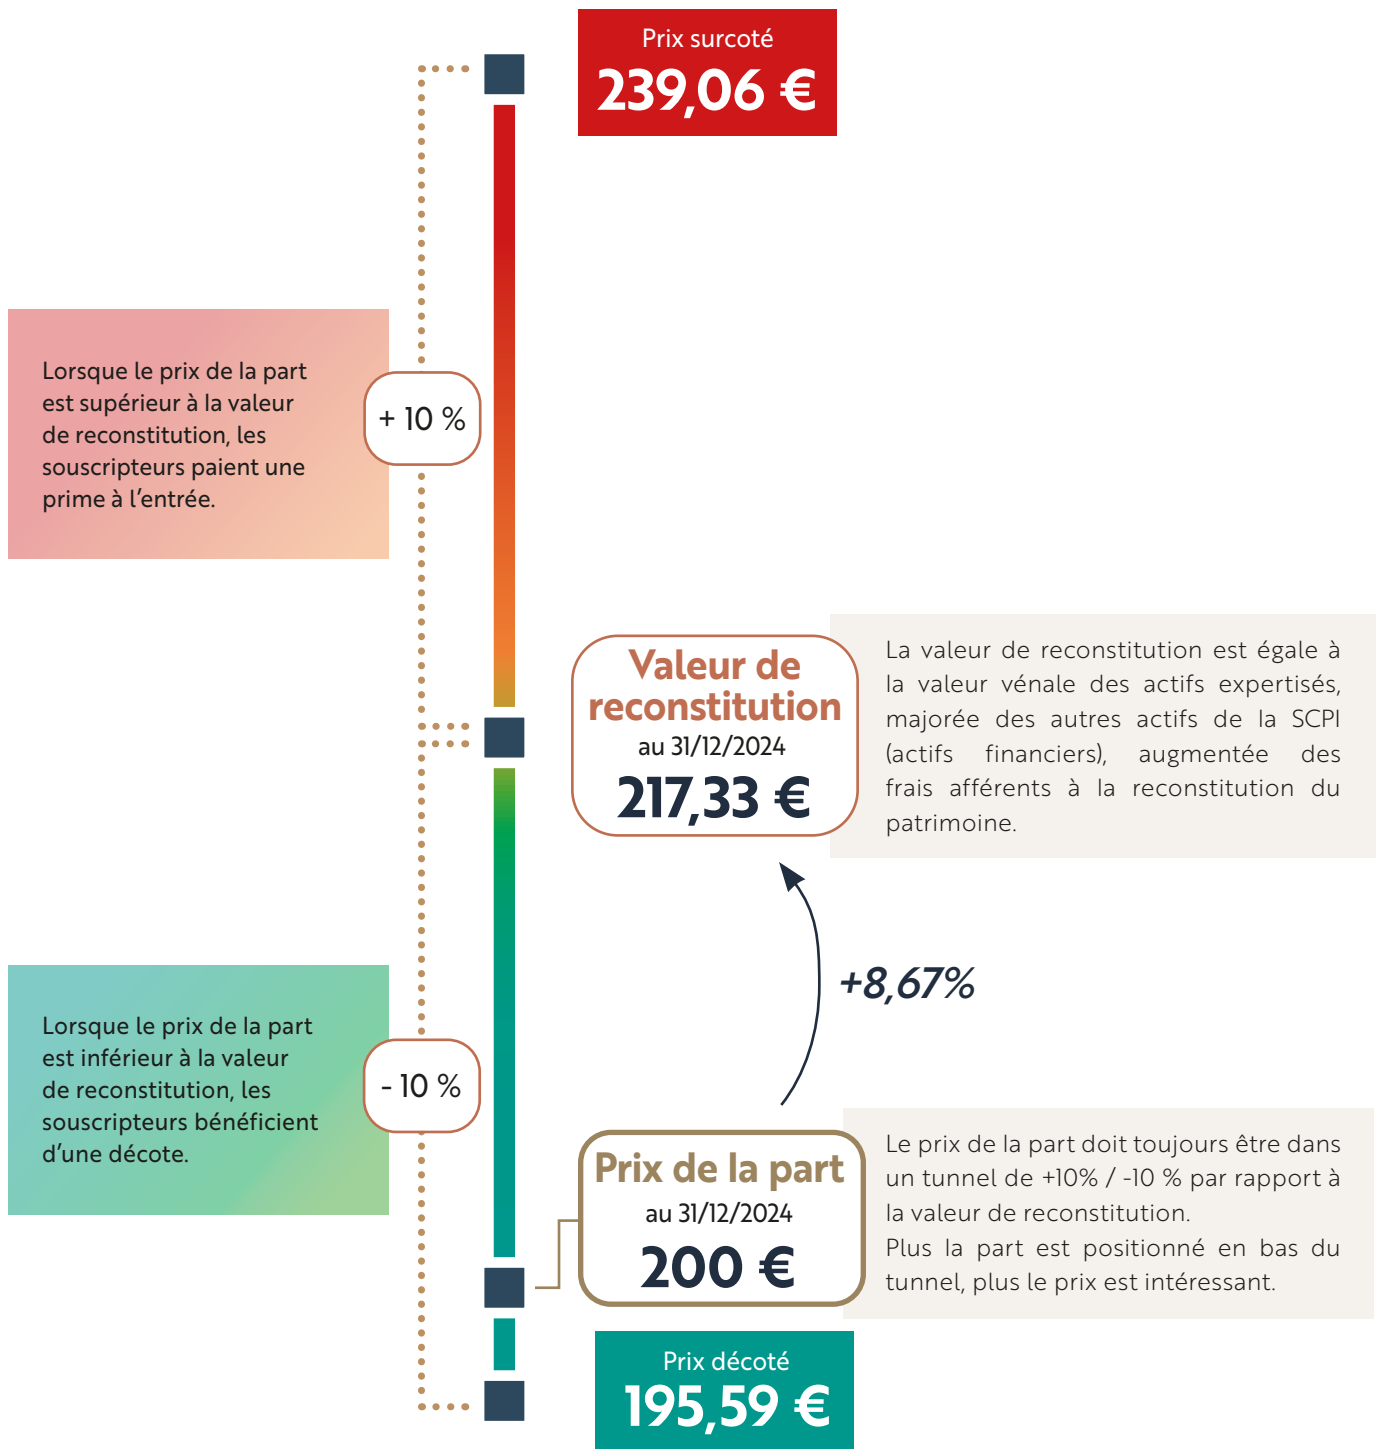 Prix surcoté
239,06 €
Lorsque le prix de la part
est supérieur à la valeur
de reconstitution, les
souscripteurs paient une
prime à l’entrée.
+ 10 %
Valeur de
reconstitution
au 31/12/2024
217,33 €
La valeur de reconstitution est égale à
la valeur vénale des actifs expertisés,
majorée des autres actifs de la SCPI
(actifs financiers), augmentée des
frais afférents à la reconstitution du
patrimoine.
+8,67%
Lorsque le prix de la part
est inférieur à la valeur
de reconstitution, les
souscripteurs bénéficient
d’une décote.
- 10 %
Prix de la part
au 31/12/2024
200 €
Le prix de la part doit toujours être dans
un tunnel de +10% / -10 % par rapport à
la valeur de reconstitution.
Plus la part est positionné en bas du
tunnel, plus le prix est intéressant.
Prix décoté
195,59 €